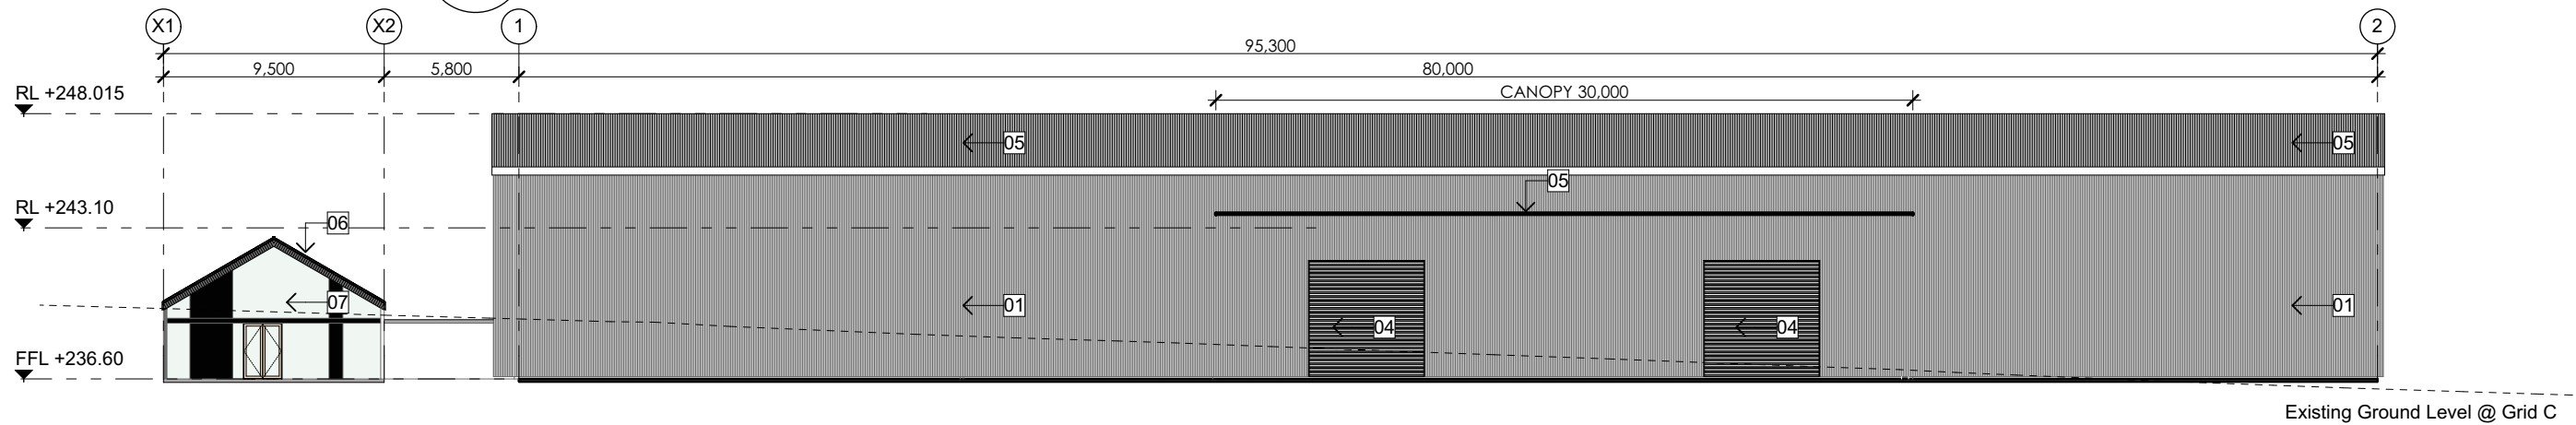 X1 X2 1 2
95,300
9,500 5,800 80,000
RL +248.015
CANOPY 30,000
05 05
05
RL +243.10
06
07 01 01
04 04
FFL +236.60
Existing Ground Level @ Grid C